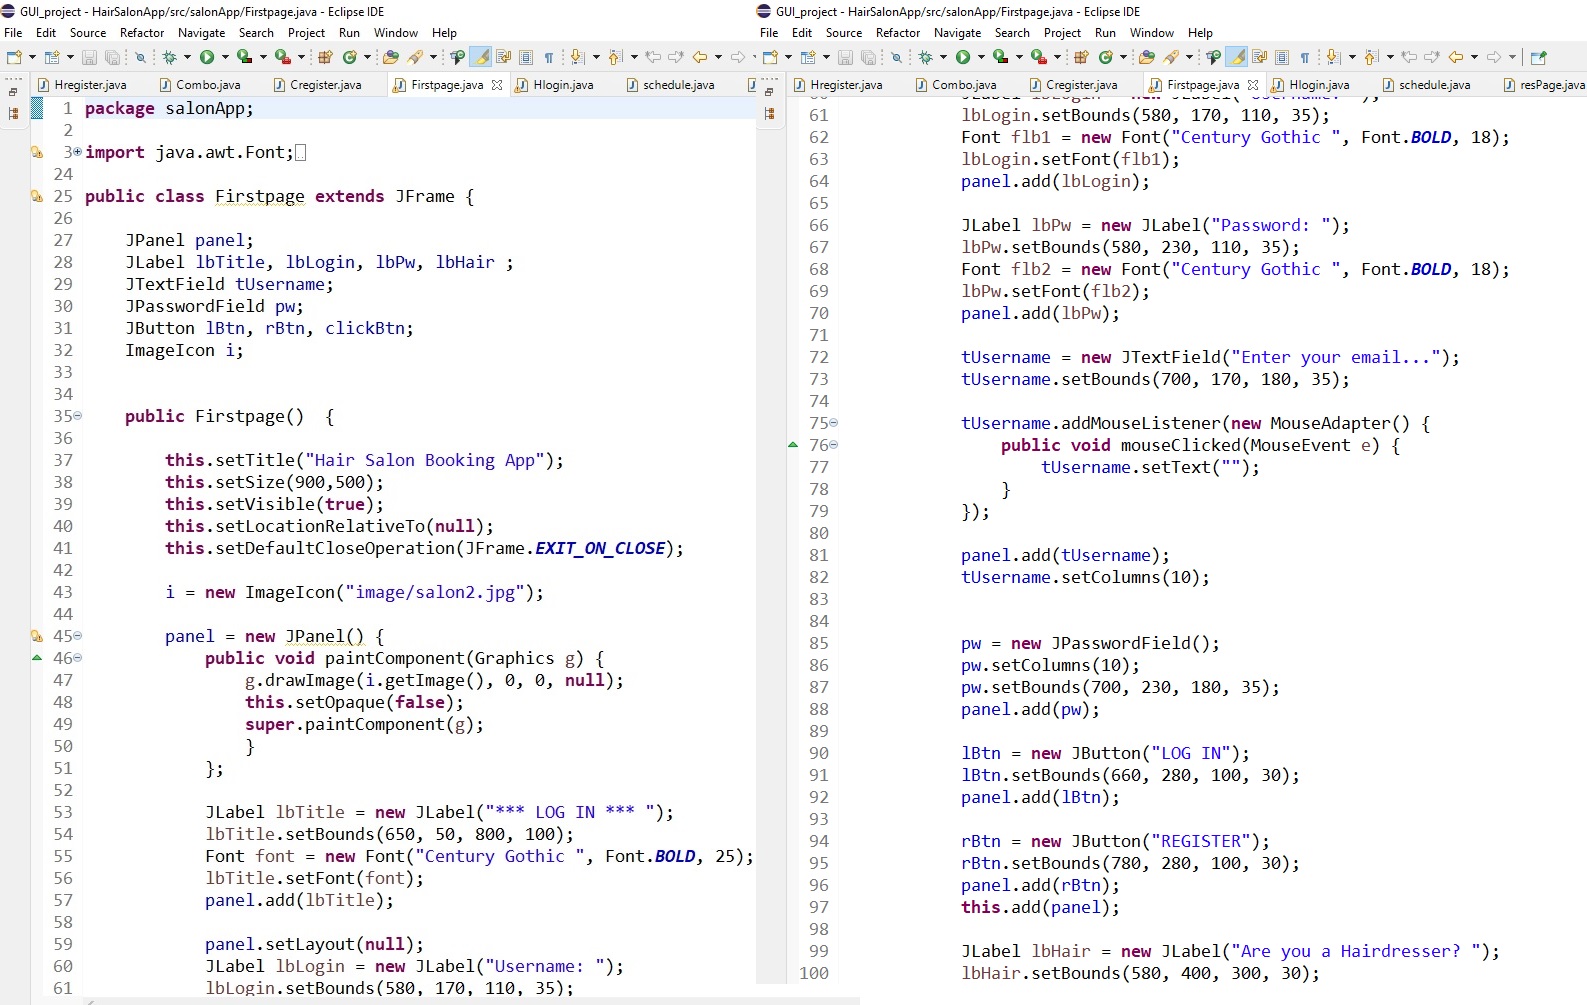 GUI_project - HairSalonApp/src/salonApp/Firstpage.java - Eclipse IDE
File Edit Source Refactor Navigate Search Project Run Window Help
Hregister.java Combo.java Cregister.java Firstpage.java Hlogin.java schedule.java
1 package salonApp;
2
3 import java.awt.Font;
24
25 public class Firstpage extends JFrame {
26
27 JPanel panel;
28 JLabel lbTitle, lbLogin, lbPw, lbHair ;
29 JTextField tUsername;
30 JPasswordField pw;
31 JButton lBtn, rBtn, clickBtn;
32 ImageIcon i;
33
34
35 public Firstpage()  {
36
37 this.setTitle("Hair Salon Booking App");
38 this.setSize(900,500);
39 this.setVisible(true);
40 this.setLocationRelativeTo(null);
41 this.setDefaultCloseOperation(JFrame.EXIT_ON_CLOSE);
42
43 i = new ImageIcon("image/salon2.jpg");
44
45 panel = new JPanel() {
46 public void paintComponent(Graphics g) {
47 g.drawImage(i.getImage(), 0, 0, null);
48 this.setOpaque(false);
49 super.paintComponent(g);
50 }
51 };
52
53 JLabel lbTitle = new JLabel("*** LOG IN *** ");
54 lbTitle.setBounds(650, 50, 800, 100);
55 Font font = new Font("Century Gothic ", Font.BOLD, 25);
56 lbTitle.setFont(font);
57 panel.add(lbTitle);
58
59 panel.setLayout(null);
60 JLabel lbLogin = new JLabel("Username: ");
61 lbLogin.setBounds(580, 170, 110, 35);
GUI_project - HairSalonApp/src/salonApp/Firstpage.java - Eclipse IDE
File Edit Source Refactor Navigate Search Project Run Window Help
Hregister.java Combo.java Cregister.java Firstpage.java Hlogin.java schedule.java resPage.java
60 JLabel lbLogin = new JLabel("Username: ");
61 lbLogin.setBounds(580, 170, 110, 35);
62 Font flb1 = new Font("Century Gothic ", Font.BOLD, 18);
63 lbLogin.setFont(flb1);
64 panel.add(lbLogin);
65
66 JLabel lbPw = new JLabel("Password: ");
67 lbPw.setBounds(580, 230, 110, 35);
68 Font flb2 = new Font("Century Gothic ", Font.BOLD, 18);
69 lbPw.setFont(flb2);
70 panel.add(lbPw);
71
72 tUsername = new JTextField("Enter your email...");
73 tUsername.setBounds(700, 170, 180, 35);
74
75 tUsername.addMouseListener(new MouseAdapter() {
76 public void mouseClicked(MouseEvent e) {
77 tUsername.setText("");
78 }
79 });
80
81 panel.add(tUsername);
82 tUsername.setColumns(10);
83
84
85 pw = new JPasswordField();
86 pw.setColumns(10);
87 pw.setBounds(700, 230, 180, 35);
88 panel.add(pw);
89
90 lBtn = new JButton("LOG IN");
91 lBtn.setBounds(660, 280, 100, 30);
92 panel.add(lBtn);
93
94 rBtn = new JButton("REGISTER");
95 rBtn.setBounds(780, 280, 100, 30);
96 panel.add(rBtn);
97 this.add(panel);
98
99 JLabel lbHair = new JLabel("Are you a Hairdresser? ");
100 lbHair.setBounds(580, 400, 300, 30);